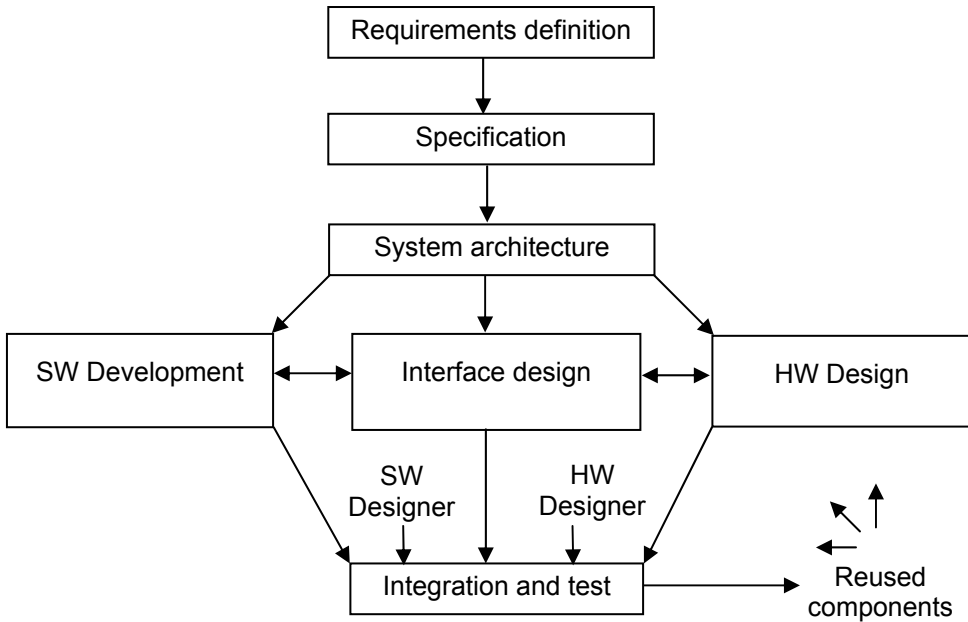 Requirements definition
Specification
System architecture
SW Development
Interface design
HW Design
SW
Designer
HW
Designer
Integration and test
Reused
components